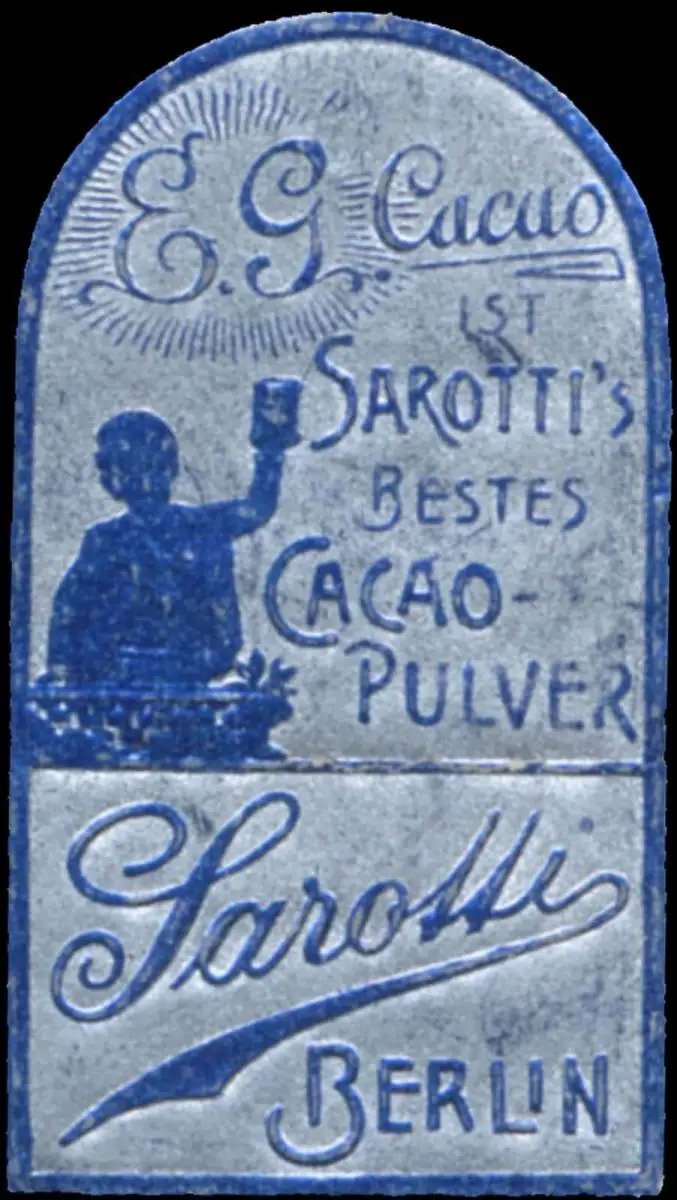 E.G. Cacao
IST
SAROTTI'S
BESTES
CACAO-
PULVER
Sarotti
BERLIN